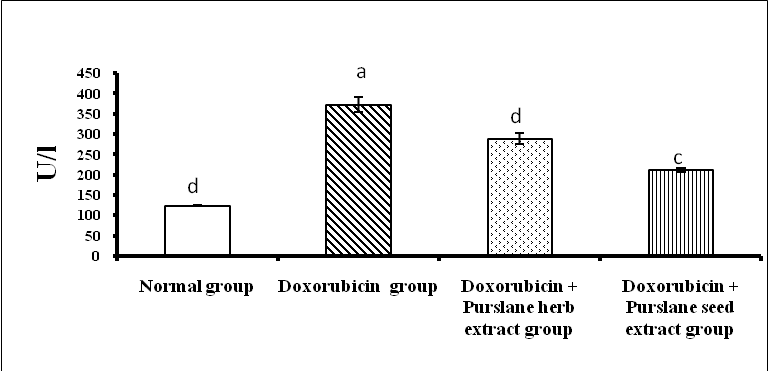 a
d
d
c
U/l
450
400
350
300
250
200
150
100
50
0
Normal group
Doxorubicin group
Doxorubicin +
Purslane herb
extract group
Doxorubicin +
Purslane seed
extract group